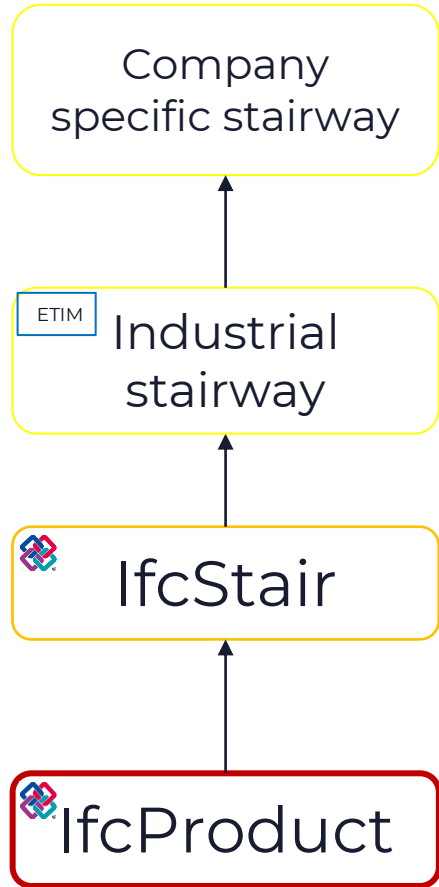 Company
specific stairway
ETIM
Industrial
stairway
IfcStair
IfcProduct